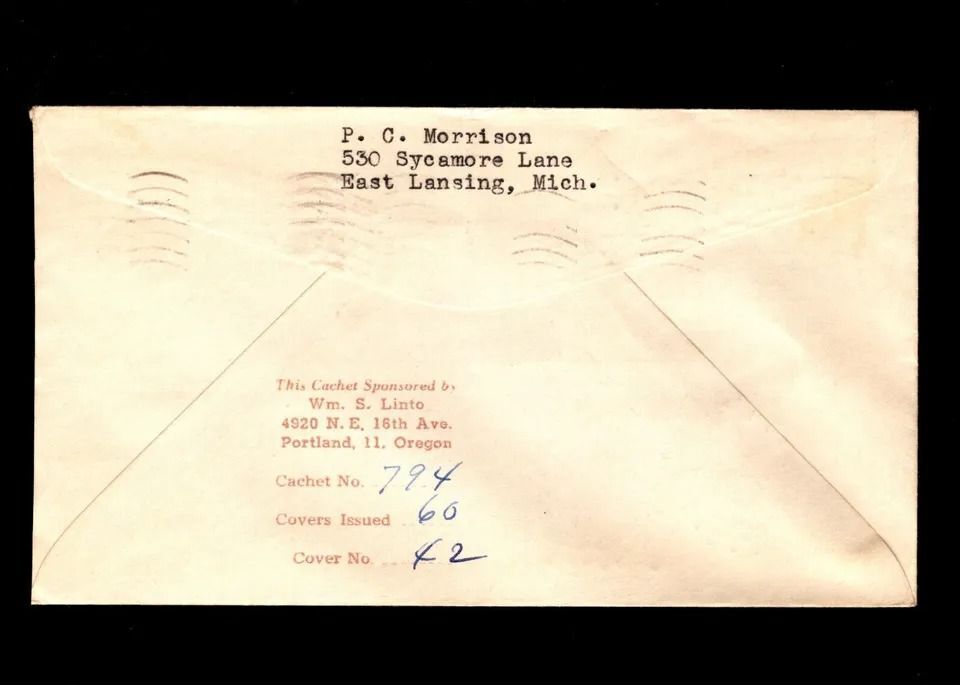 P. C. Morrison
530 Sycamore Lane
East Lansing, Mich.
This Cachet Sponsored by
Wm. S. Linto
4920 N. E. 16th Ave.
Portland, 11, Oregon
Cachet No. 794
Covers Issued 60
Cover No. 42